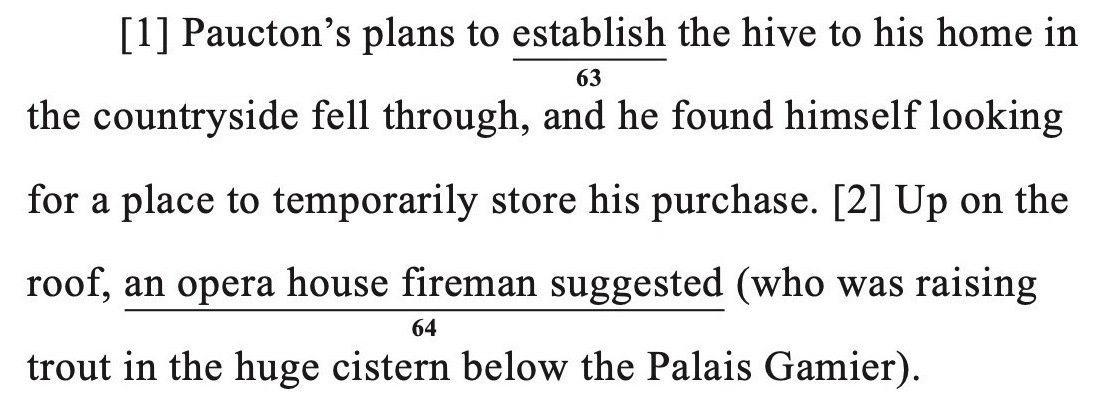 [1] Paucton’s plans to establish the hive to his home in
63
the countryside fell through, and he found himself looking
for a place to temporarily store his purchase. [2] Up on the
roof, an opera house fireman suggested (who was raising
64
trout in the huge cistern below the Palais Gamier).